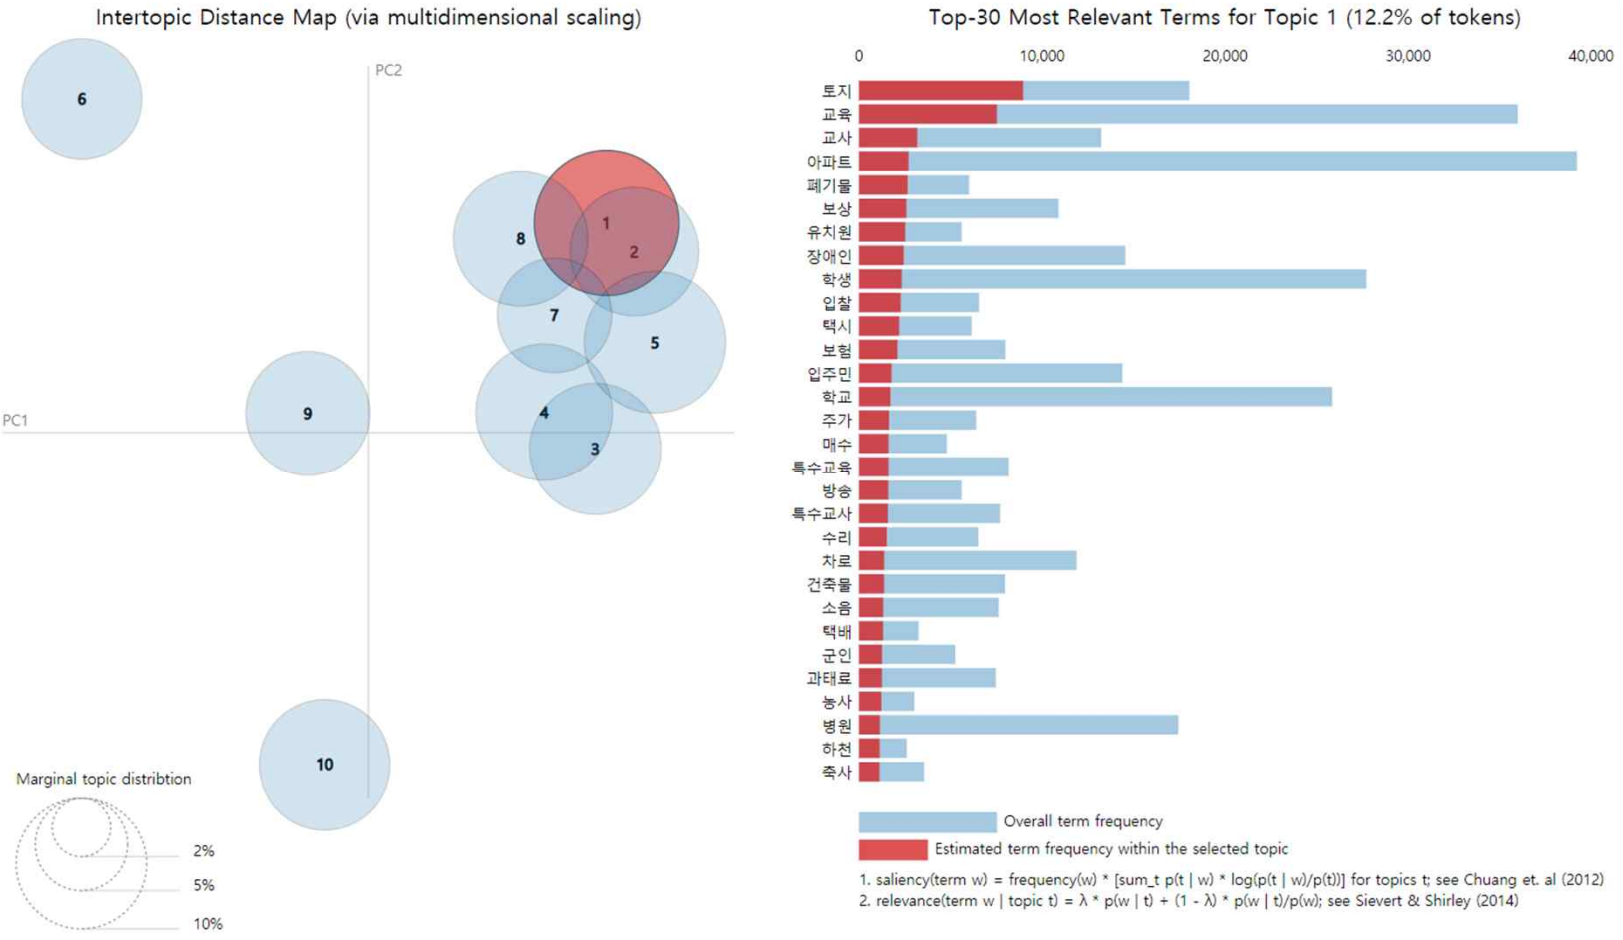 Intertopic Distance Map (via multidimensional scaling)
PC2
PC1
6
1
8
2
7
5
9
4
3
10
Marginal topic distribtion
2%
5%
10%
Top-30 Most Relevant Terms for Topic 1 (12.2% of tokens)
0 10,000 20,000 30,000 40,000
토지
교육
교사
아파트
폐기물
보상
유치원
장애인
학생
입찰
택시
보험
입주민
학교
주가
매수
특수교육
방송
특수교사
수리
차로
건축물
소음
택배
군인
과태료
농사
병원
하천
축사
Overall term frequency
Estimated term frequency within the selected topic
1. saliency(term w) = frequency(w) * [sum_t p(t | w) * log(p(t | w)/p(t))] for topics t; see Chuang et. al (2012)
2. relevance(term w | topic t) = λ * p(w | t) + (1 - λ) * p(w | t)/p(w); see Sievert & Shirley (2014)